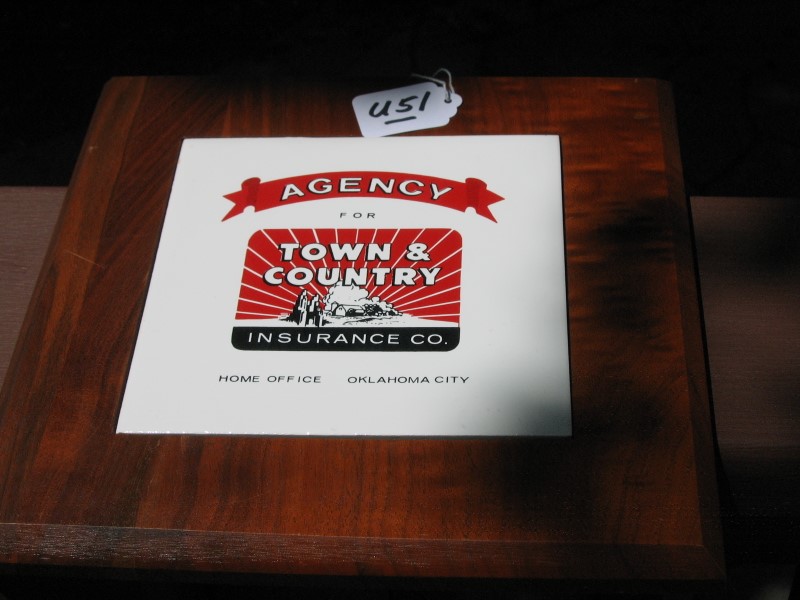 U51
AGENCY
FOR
TOWN &
COUNTRY
INSURANCE CO.
HOME OFFICE OKLAHOMA CITY